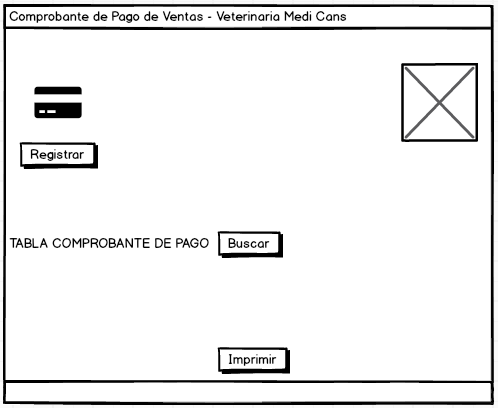 Comprobante de Pago de Ventas - Veterinaria Medi Cans
Registrar
TABLA COMPROBANTE DE PAGO Buscar
Imprimir